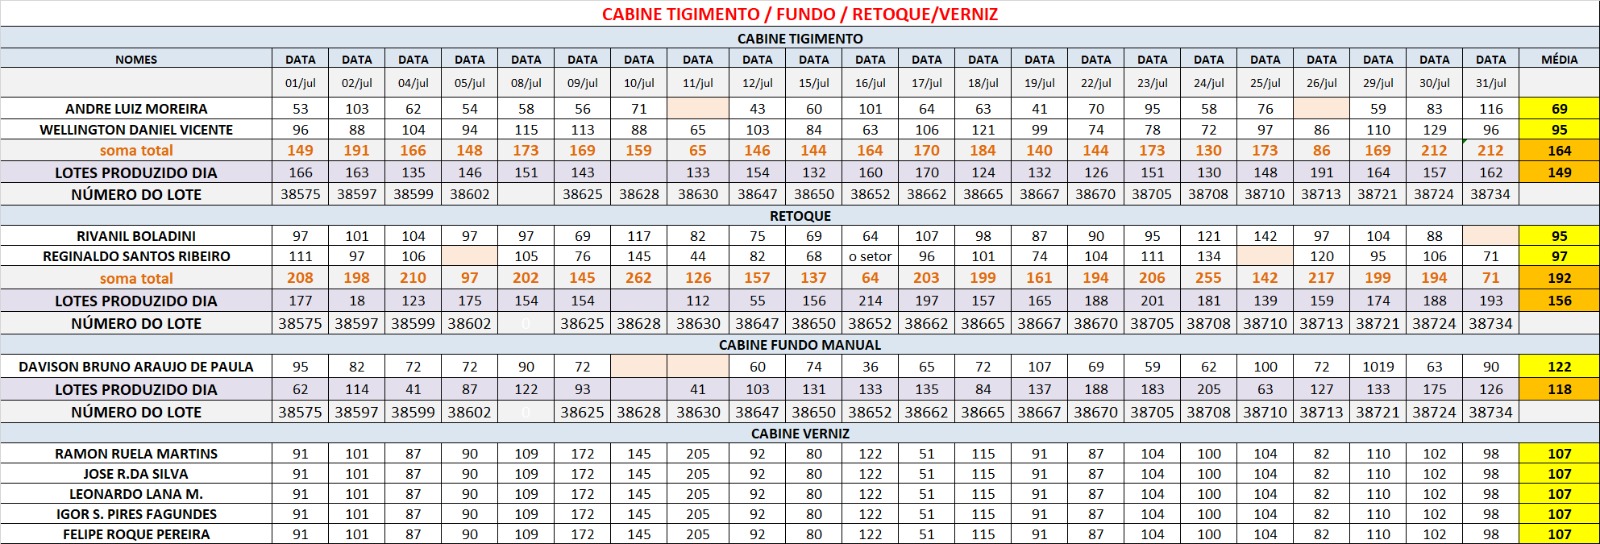 CABINE TIGIMENTO / FUNDO / RETOQUE/VERNIZ
CABINE TIGIMENTO
NOMES DATA DATA DATA DATA DATA DATA DATA DATA DATA DATA DATA DATA DATA DATA DATA DATA DATA DATA DATA DATA DATA DATA MÉDIA
01/jul 02/jul 04/jul 05/jul 08/jul 09/jul 10/jul 11/jul 12/jul 15/jul 16/jul 17/jul 18/jul 19/jul 22/jul 23/jul 24/jul 25/jul 26/jul 29/jul 30/jul 31/jul
ANDRE LUIZ MOREIRA 53 103 62 54 58 56 71 43 60 101 64 63 41 70 95 58 76 59 83 116 69
WELLINGTON DANIEL VICENTE 96 88 104 94 115 113 88 65 103 84 63 106 121 99 74 78 72 97 86 110 129 96 95
soma total 149 191 166 148 173 169 159 65 146 144 164 170 184 140 144 173 130 173 86 169 212 212 164
LOTES PRODUZIDO DIA 166 163 135 146 151 143 133 154 132 160 170 124 132 126 151 130 148 191 164 157 162 149
NÚMERO DO LOTE 38575 38597 38599 38602 38625 38628 38630 38647 38650 38652 38662 38665 38667 38670 38705 38708 38710 38713 38721 38724 38734
RETOQUE
RIVANIL BOLADINI 97 101 104 97 97 69 117 82 75 69 64 107 98 87 90 95 121 142 97 104 88 95
REGINALDO SANTOS RIBEIRO 111 97 106 105 76 145 44 82 68 o setor 96 101 74 104 111 134 120 95 106 71 97
soma total 208 198 210 97 202 145 262 126 157 137 64 203 199 161 194 206 255 142 217 199 194 71 192
LOTES PRODUZIDO DIA 177 18 123 175 154 154 112 55 156 214 197 157 165 188 201 181 139 159 174 188 193 156
NÚMERO DO LOTE 38575 38597 38599 38602 0 38625 38628 38630 38647 38650 38652 38662 38665 38667 38670 38705 38708 38710 38713 38721 38724 38734
CABINE FUNDO MANUAL
DAVISON BRUNO ARAUJO DE PAULA 95 82 72 72 90 72 60 74 36 65 72 107 69 59 62 100 72 1019 63 90 122
LOTES PRODUZIDO DIA 62 114 41 87 122 93 41 103 131 133 135 84 137 188 183 205 63 127 133 175 126 118
NÚMERO DO LOTE 38575 38597 38599 38602 0 38625 38628 38630 38647 38650 38652 38662 38665 38667 38670 38705 38708 38710 38713 38721 38724 38734
CABINE VERNIZ
RAMON RUELA MARTINS 91 101 87 90 109 172 145 205 92 80 122 51 115 91 87 104 100 104 82 110 102 98 107
JOSE R.DA SILVA 91 101 87 90 109 172 145 205 92 80 122 51 115 91 87 104 100 104 82 110 102 98 107
LEONARDO LANA M. 91 101 87 90 109 172 145 205 92 80 122 51 115 91 87 104 100 104 82 110 102 98 107
IGOR S. PIRES FAGUNDES 91 101 87 90 109 172 145 205 92 80 122 51 115 91 87 104 100 104 82 110 102 98 107
FELIPE ROQUE PEREIRA 91 101 87 90 109 172 145 205 92 80 122 51 115 91 87 104 100 104 82 110 102 98 107